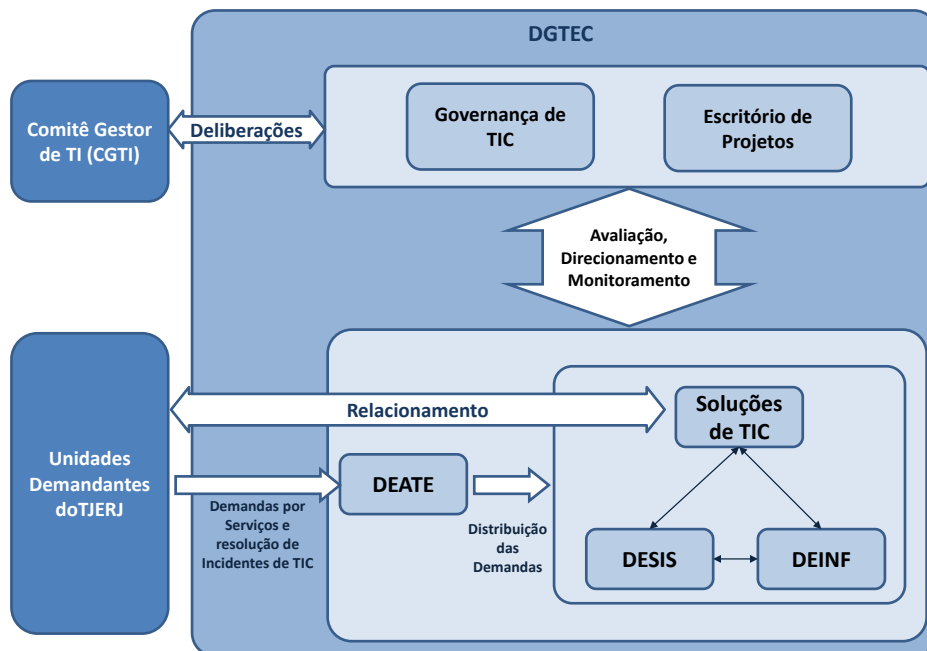 DGTEC
Comitê Gestor
de TI (CGTI)
Deliberações
Governança de
TIC
Escritório de
Projetos
Avaliação,
Direcionamento e
Monitoramento
Unidades
Demandantes
doTJERJ
Relacionamento
Soluções
de TIC
DEATE
Demandas por
Serviços e
resolução de
Incidentes de TIC
Distribuição
das
Demandas
DESIS
DEINF